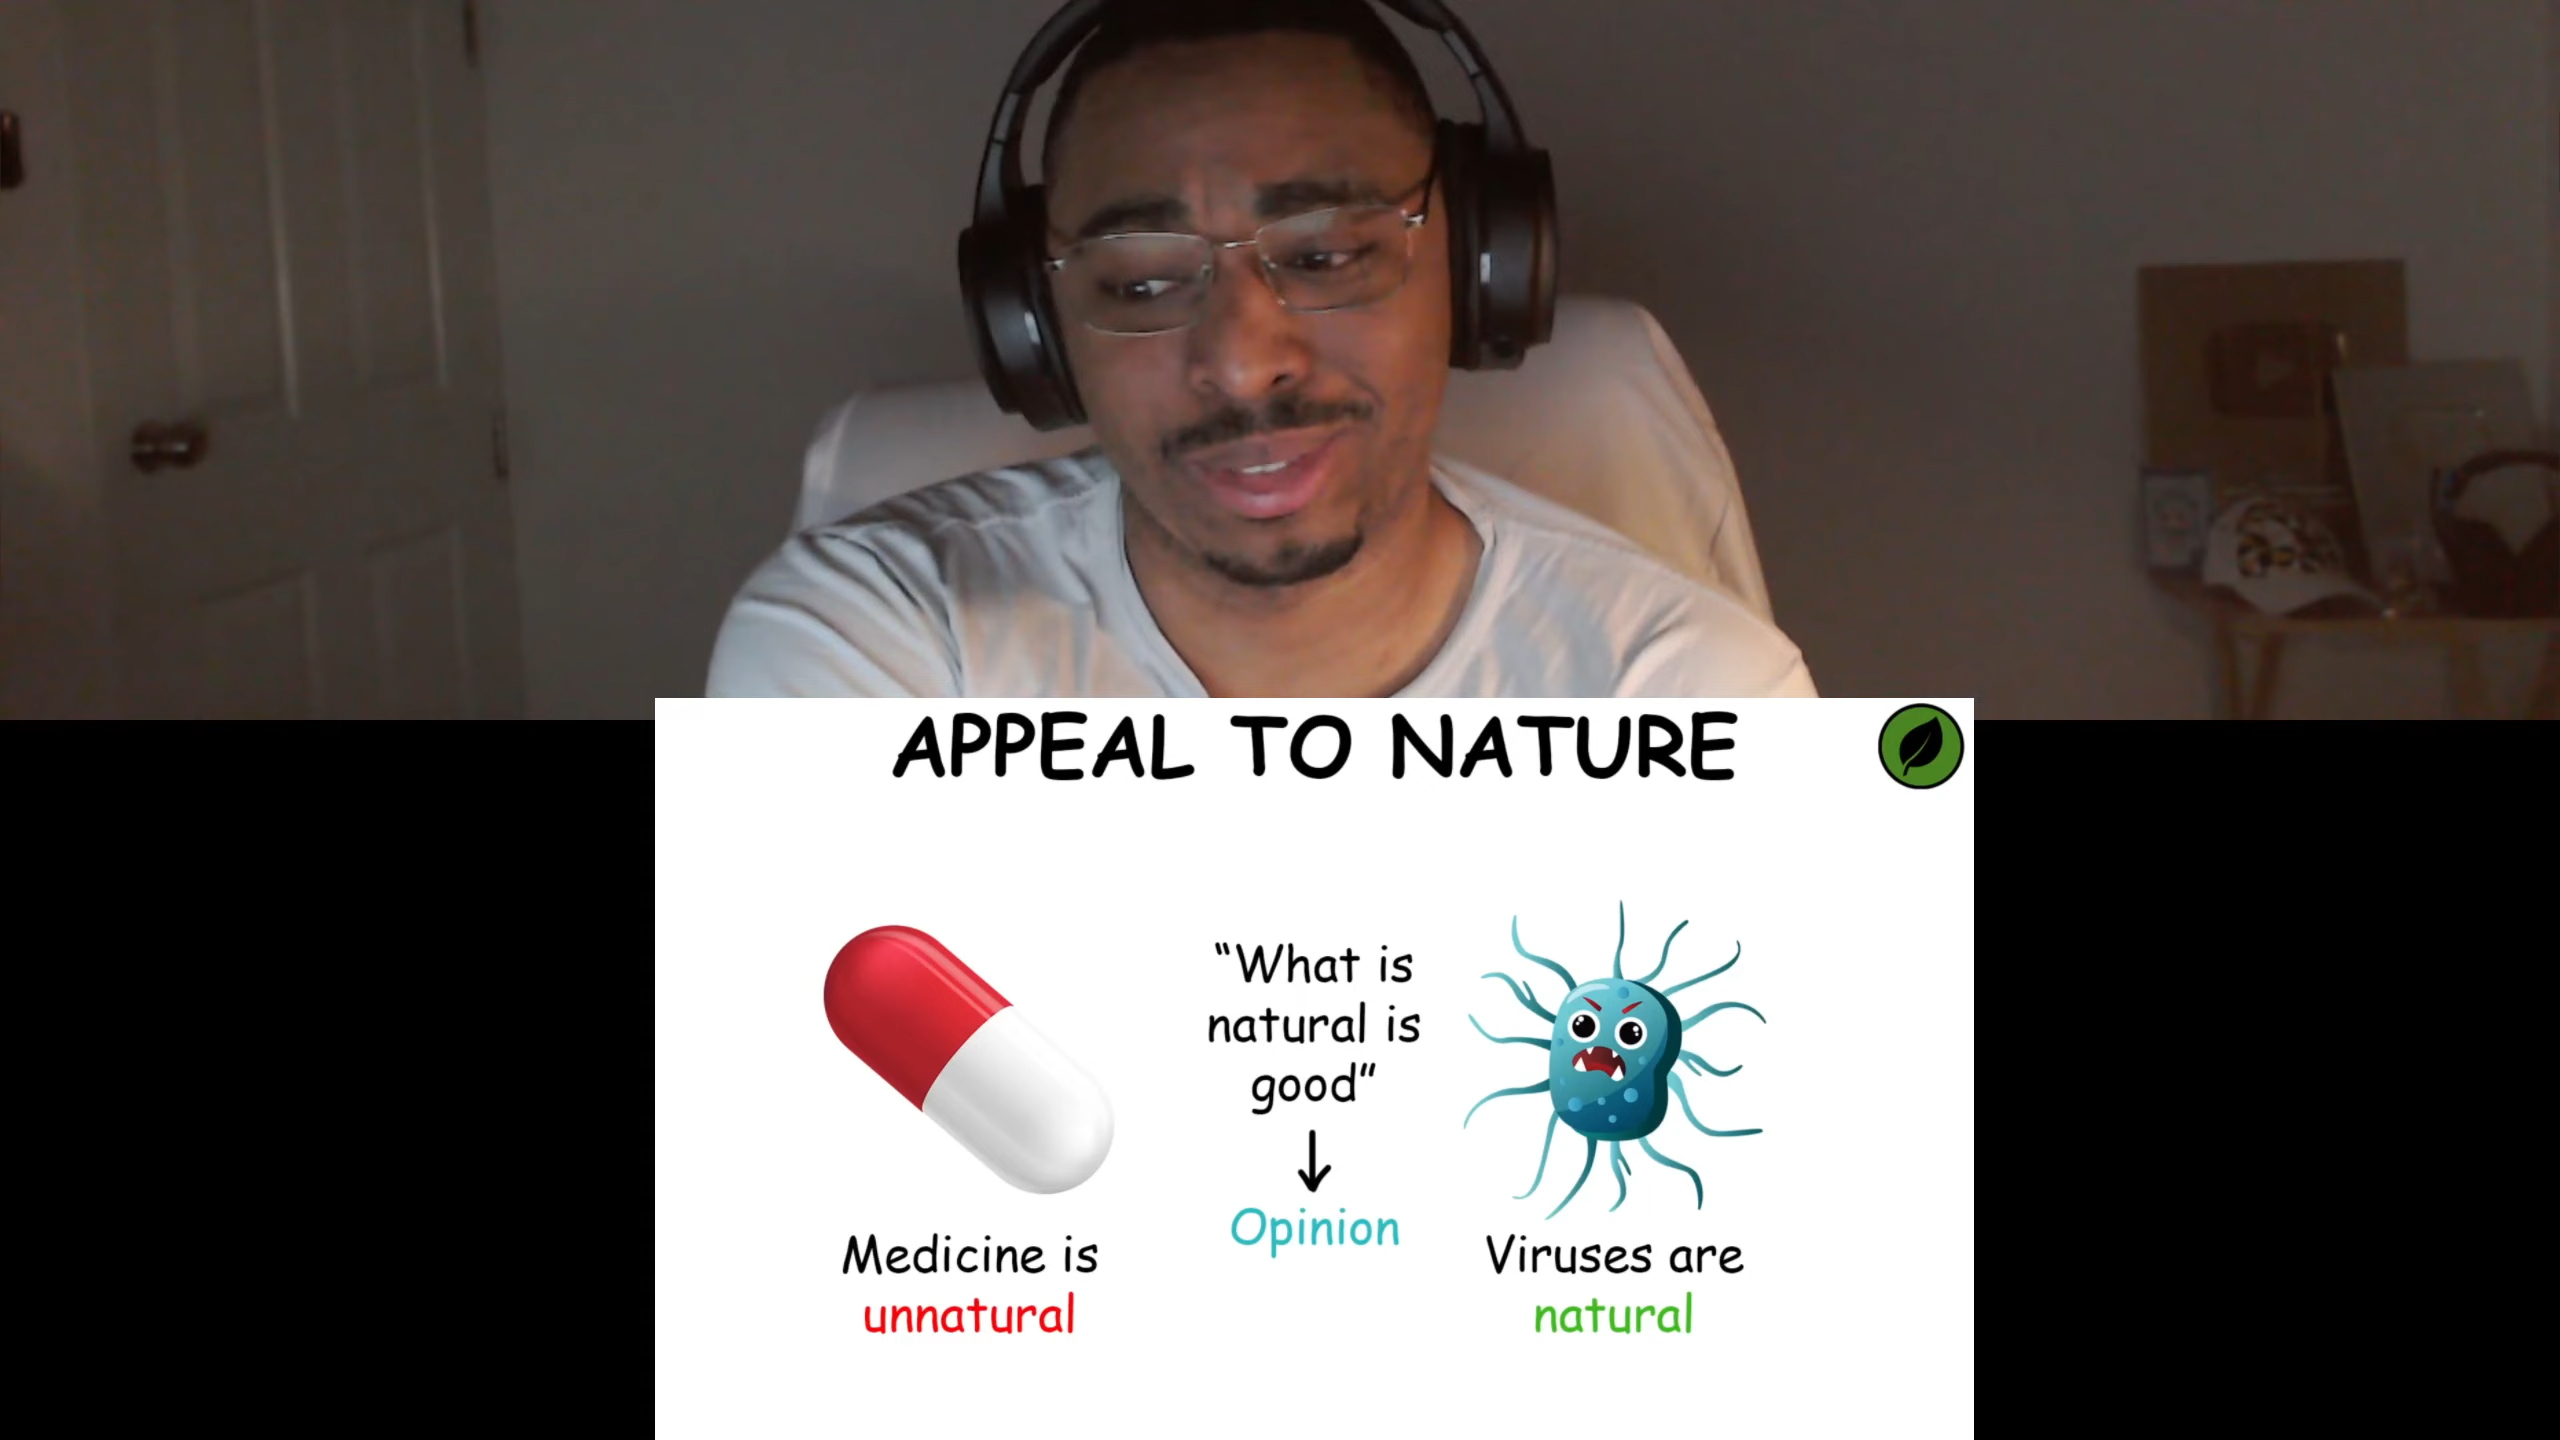 APPEAL TO NATURE
“What is
natural is
good”
Opinion
Medicine is
unnatural
Viruses are
natural